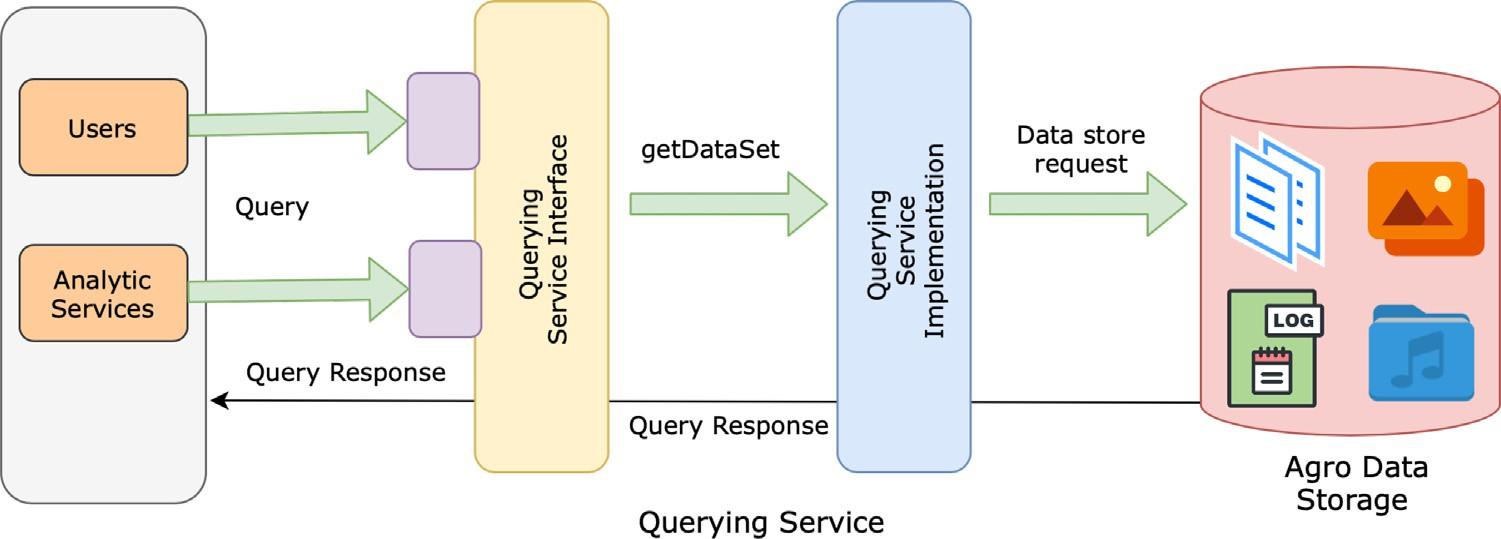 Users
Query
Analytic
Services
Query Response
Querying
Service Interface
getDataSet
Query Response
Querying
Service
Implementation
Data store
request
LOG
Agro Data
Storage
Querying Service